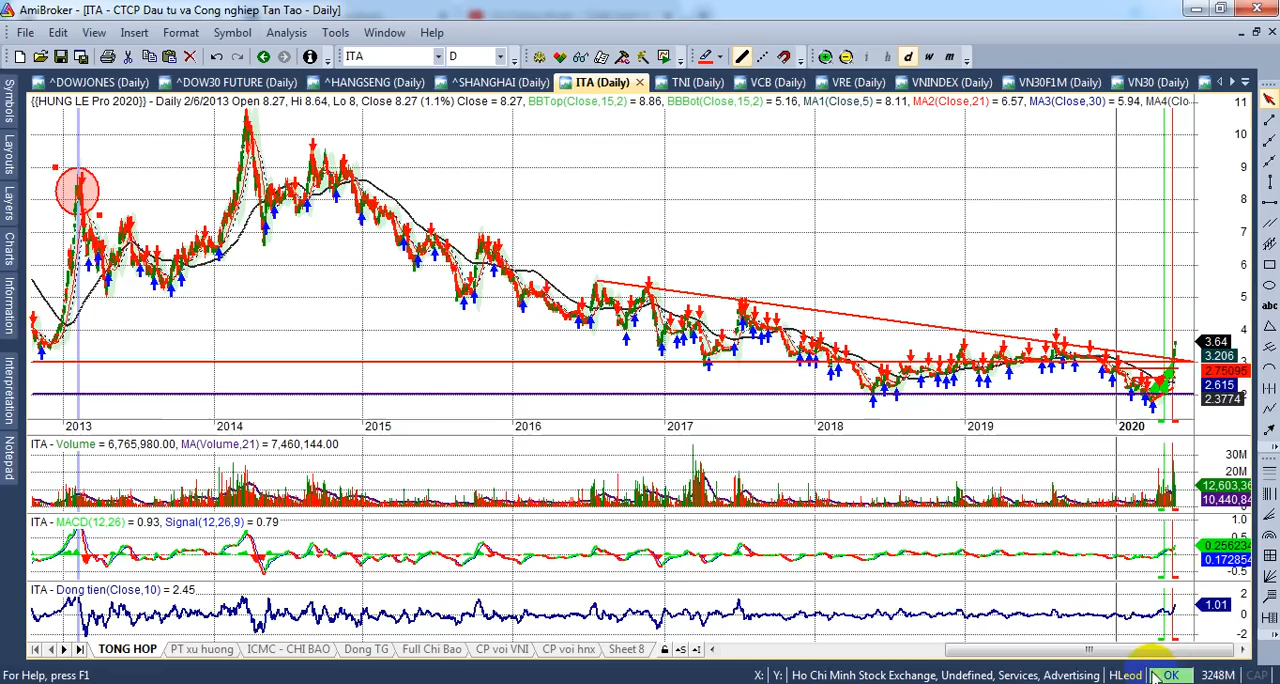 AmiBroker - [ITA - CTCP Dau tu va Cong nghiep Tan Tao - Daily]
File Edit View Insert Format Symbol Analysis Tools Window Help
ITA D d w m
^DOWJONES (Daily) ^DOW30 FUTURE (Daily) ^HANGSENG (Daily) ^SHANGHAI (Daily) ITA (Daily) TNI (Daily) VCB (Daily) VRE (Daily) VNINDEX (Daily) VN30F1M (Daily) VN30 (Daily)
Symbols
Layouts
Layers
Charts
Information
Interpretation
Notepad
{{HUNG LE Pro 2020}} - Daily 2/6/2013 Open 8.27, Hi 8.64, Lo 8, Close 8.27 (1.1%) Close = 8.27, BBTop(Close,15,2) = 8.86, BBBot(Close,15,2) = 5.16, MA1(Close,5) = 8.11, MA2(Close,21) = 6.57, MA3(Close,30) = 5.94, MA4(Clo
11
10
9
8
7
6
5
4
3.64
3.206
2.75095
2.615
2.3774
2013 2014 2015 2016 2017 2018 2019 2020
ITA - Volume = 6,765,980.00, MA(Volume,21) = 7,460,144.00
30M
20M
12,603,36
10,440,84
ITA - MACD(12,26) = 0.93, Signal(12,26,9) = 0.79
1.0
0.256234
0.172854
-0.5
ITA - Dong tien(Close,10) = 2.45
2
1.01
0
-2
TONG HOP PT xu huong ICMC - CHI BAO Dong TG Full Chi BaO CP voi VNI CP voi hnx Sheet 8
abc
For Help, press F1 X: Y: Ho Chi Minh Stock Exchange, Undefined, Services, Advertising HLeod OK 3248M CAP